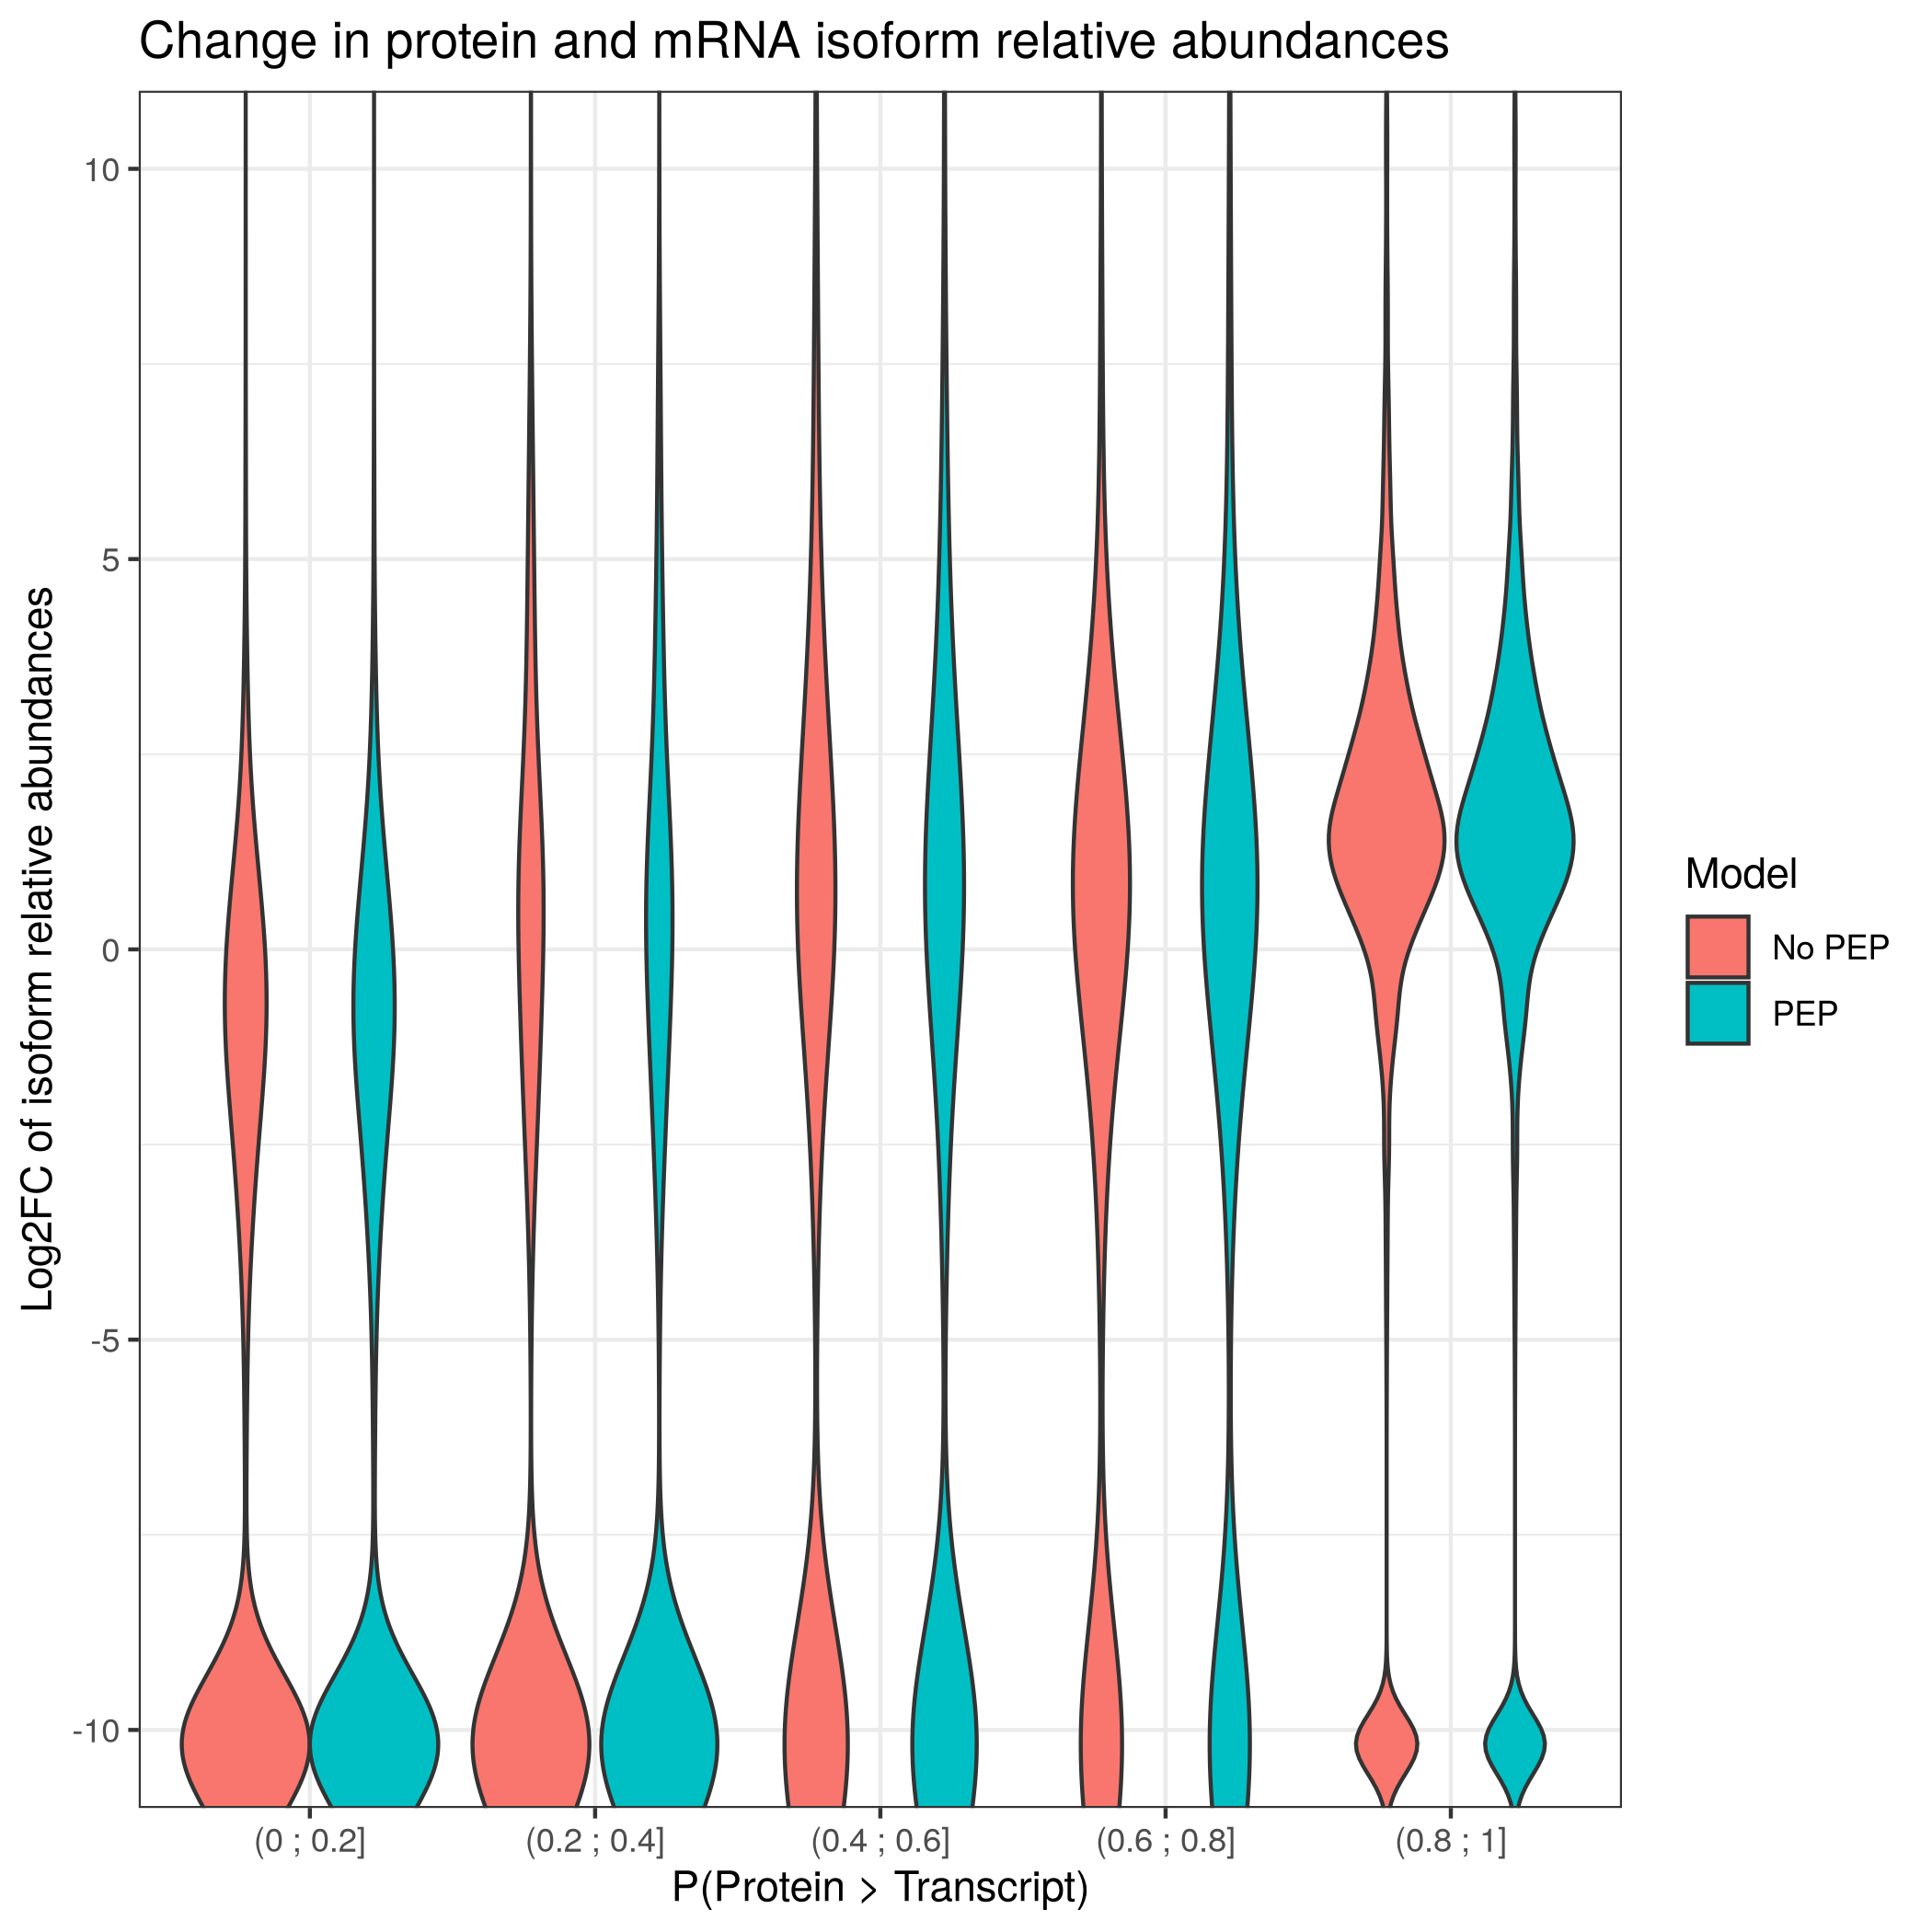 Change in protein and mRNA isoform relative abundances
Log2FC of isoform relative abundances
10
5
0
-5
-10
(0 ; 0.2]
(0.2 ; 0.4]
(0.4 ; 0.6]
(0.6 ; 0.8]
(0.8 ; 1]
P(Protein > Transcript)
Model
No PEP
PEP